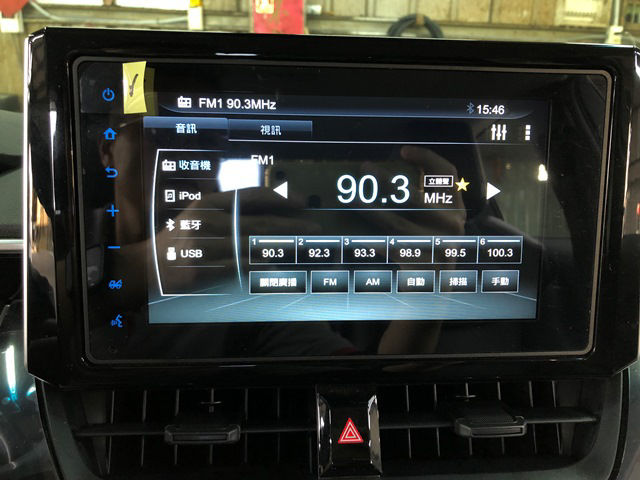 FM1 90.3MHz
15:46
音訊
視訊
收音機
FM1
iPod
藍牙
USB
90.3
立體聲
MHz
1 2 3 4 5 6
90.3 92.3 93.3 98.9 99.5 100.3
關閉廣播 FM AM 自動 掃描 手動